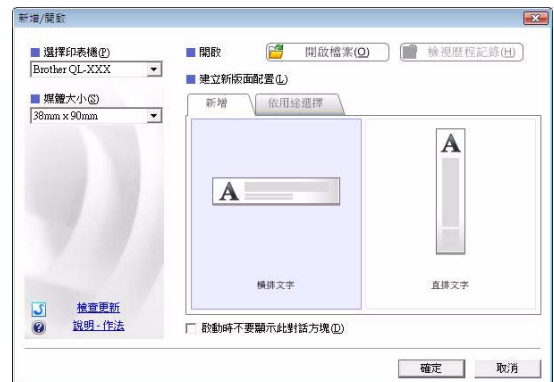 新增/開啟
選擇印表機(P)
Brother QL-XXX
媒體大小(S)
38mm x 90mm
檢查更新
說明 - 作法
開啟
開啟檔案(O)
檢視歷程記錄(H)
建立新版面配置(L)
新增
依用途選擇
A
橫排文字
A
直排文字
啟動時不要顯示此對話方塊(D)
確定
取消